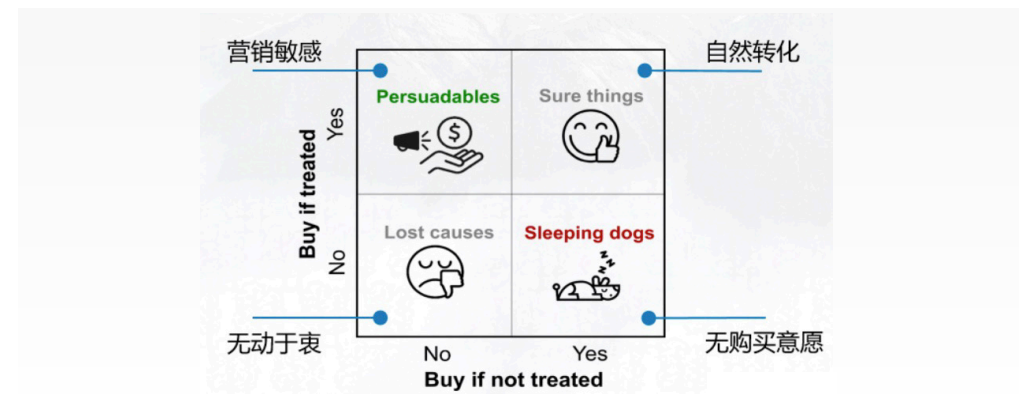 营销敏感
自然转化
Persuadables
Sure things
$
Buy if treated
Yes
No
Lost causes
Sleeping dogs
z
z
z
z
无动于衷
无购买意愿
No
Yes
Buy if not treated